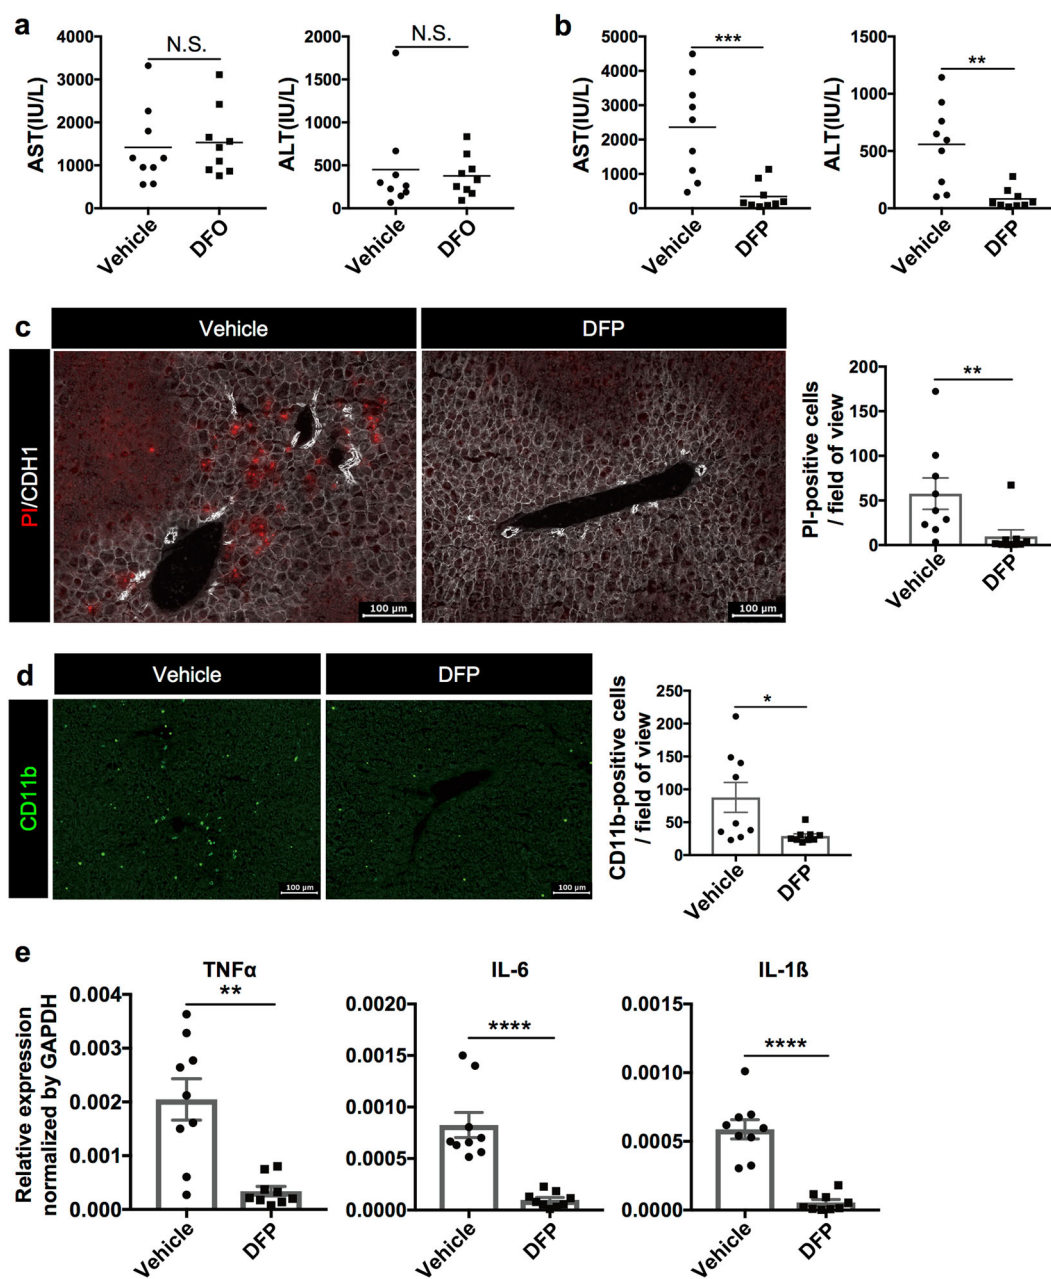 a
N.S.
AST(IU/L)
4000
3000
2000
1000
0
Vehicle
DFO
N.S.
ALT(IU/L)
2000
1500
1000
500
0
Vehicle
DFO
b
***
AST(IU/L)
5000
4000
3000
2000
1000
0
Vehicle
DFP
**
ALT(IU/L)
1500
1000
500
0
Vehicle
DFP
c
Vehicle
DFP
PI/CDH1
100 µm
100 µm
**
PI-positive cells
/ field of view
200
150
100
50
0
Vehicle
DFP
d
Vehicle
DFP
CD11b
100 µm
100 µm
*
CD11b-positive cells
/ field of view
250
200
150
100
50
0
Vehicle
DFP
e
Relative expression
normalized by GAPDH
TNFα
**
0.004
0.003
0.002
0.001
0.000
Vehicle
DFP
IL-6
****
0.0020
0.0015
0.0010
0.0005
0.0000
Vehicle
DFP
IL-1ß
****
0.0015
0.0010
0.0005
0.0000
Vehicle
DFP